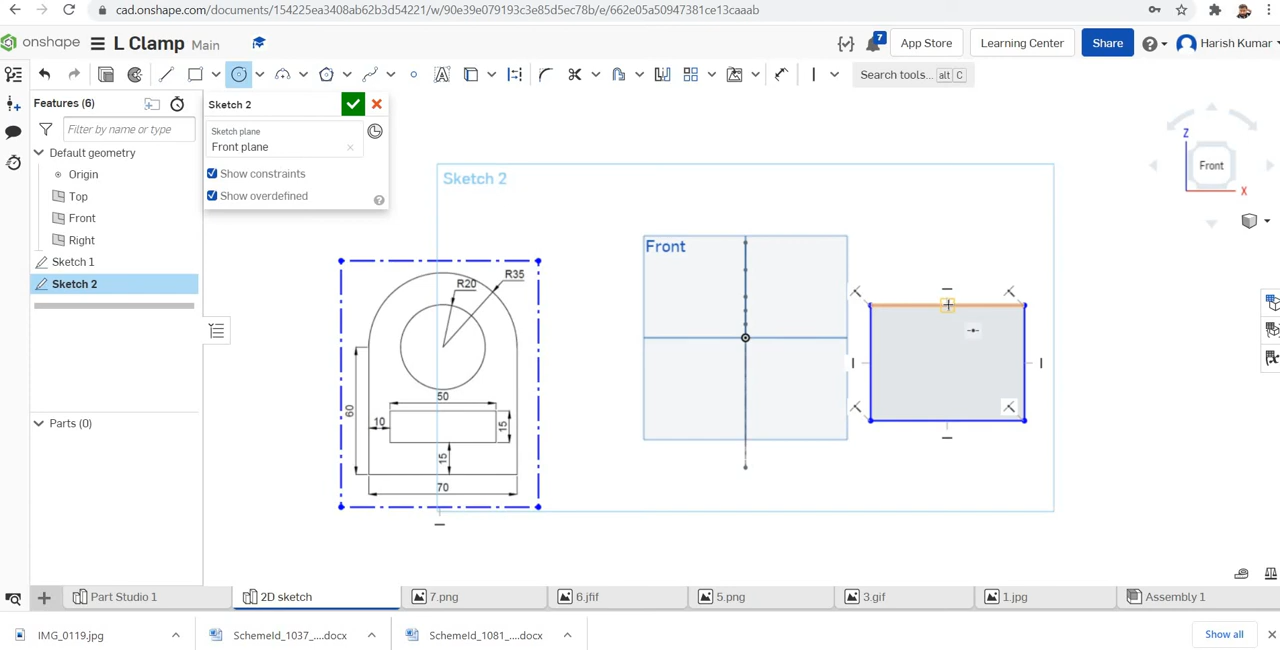 cad.onshape.com/documents/154225ea3408ab62b3d54221/w/90e39e079193c3e85d5ec78b/e/662e05a50947381ce13caaab
onshape L Clamp Main 7 App Store Learning Center Share Harish Kumar
Search tools... alt C
Features (6)
Filter by name or type
Default geometry
Origin
Top
Front
Right
Sketch 1
Sketch 2
Parts (0)
Sketch 2
Sketch plane
Front plane
Show constraints
Show overdefined
Sketch 2
Front
R20
R35
60
50
10
15
15
70
Z
Front
X
Part Studio 1 2D sketch 7.png 6.jfif 5.png 3.gif 1.jpg Assembly 1
IMG_0119.jpg SchemeId_1037_....docx SchemeId_1081_....docx Show all